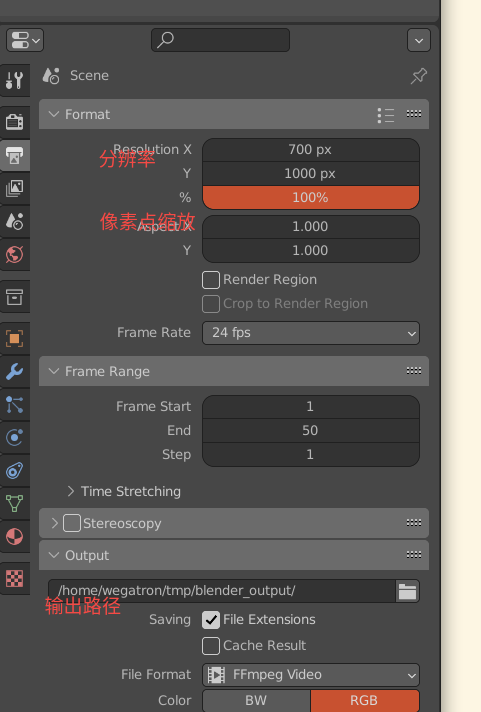 Scene
Format
Resolution X 700 px
分辨率
Y 1000 px
% 100%
像素点缩放
Aspect X 1.000
Y 1.000
Render Region
Crop to Render Region
Frame Rate 24 fps
Frame Range
Frame Start 1
End 50
Step 1
Time Stretching
Stereoscopy
Output
/home/wegatron/tmp/blender_output/
输出路径
Saving File Extensions
Cache Result
File Format FFmpeg Video
Color BW RGB